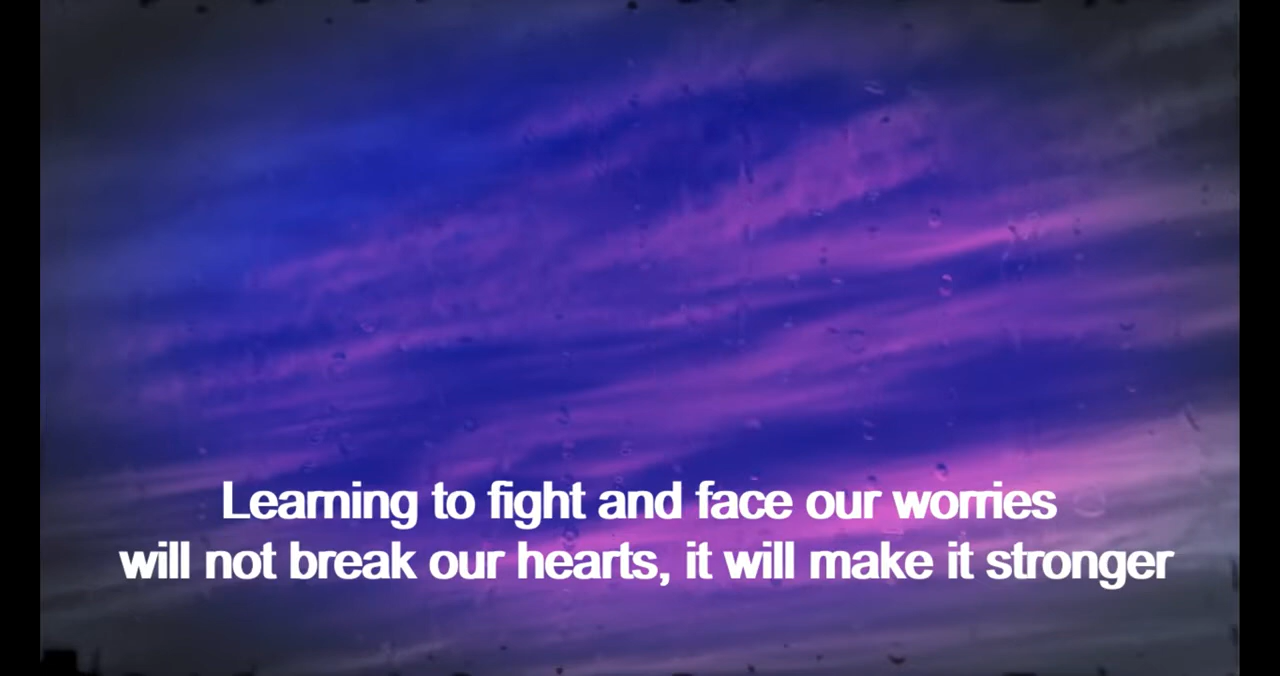 Learning to fight and face our worries
will not break our hearts, it will make it stronger